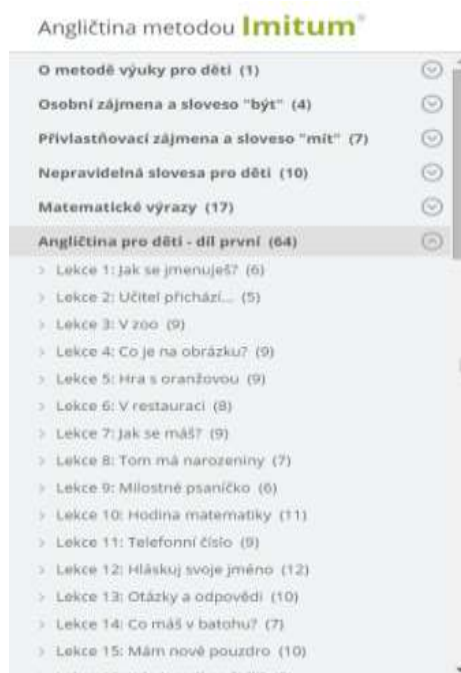 Angličtina metodou Imitum®
O metodě výuky pro děti (1)
Osobní zájmena a sloveso "být" (4)
Přivlastňovací zájmena a sloveso "mít" (7)
Nepravidelná slovesa pro děti (10)
Matematické výrazy (17)
Angličtina pro děti - díl první (64)
> Lekce 1: Jak se jmenuješ? (6)
> Lekce 2: Učitel přichází... (5)
> Lekce 3: V zoo (9)
> Lekce 4: Co je na obrázku? (9)
> Lekce 5: Hra s oranžovou (9)
> Lekce 6: V restauraci (8)
> Lekce 7: Jak se máš? (9)
> Lekce 8: Tom má narozeniny (7)
> Lekce 9: Milostné psaníčko (6)
> Lekce 10: Hodina matematiky (11)
> Lekce 11: Telefonní číslo (9)
> Lekce 12: Hláskuj svoje jméno (12)
> Lekce 13: Otázky a odpovědi (10)
> Lekce 14: Co máš v batohu? (7)
> Lekce 15: Mám nové pouzdro (10)